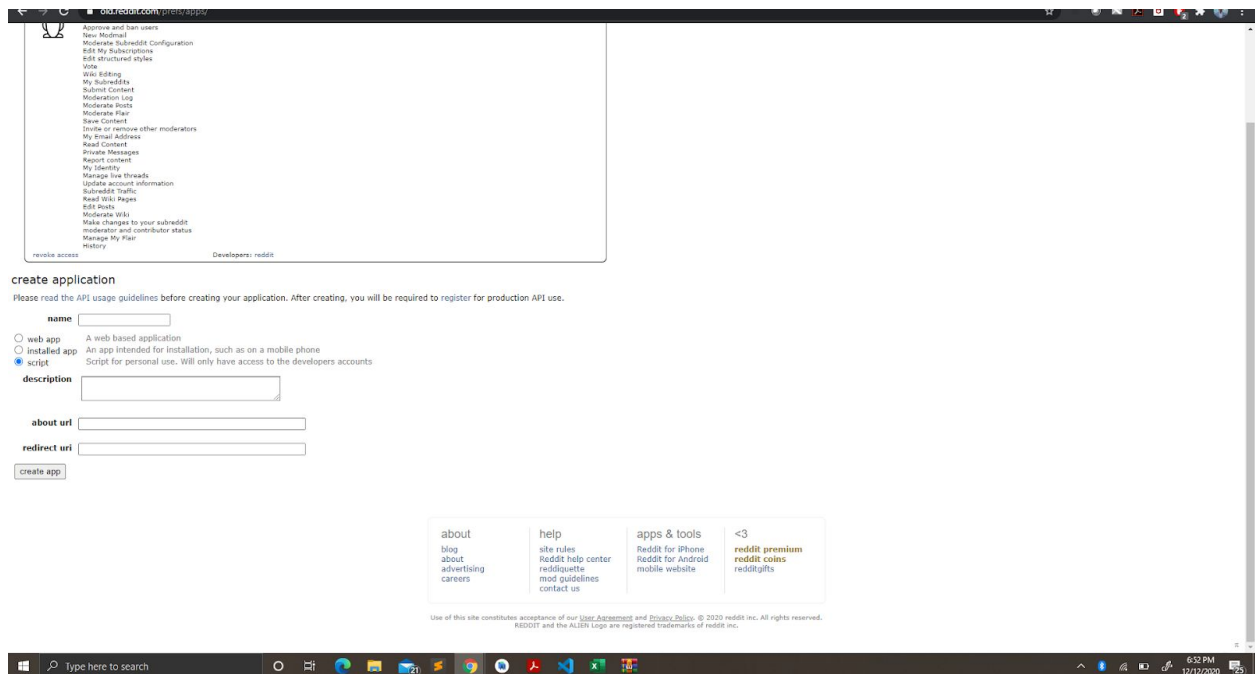 old.reddit.com/prefs/apps/
Approve and ban users
New Modmail
Moderate Subreddit Configuration
Edit My Subscriptions
Edit structured styles
Vote
Wiki Editing
My Subreddits
Submit Content
Moderation Log
Moderate Posts
Moderate Flair
Save Content
Invite or remove other moderators
My Email Address
Read Content
Private Messages
Report content
My Identity
Manage live threads
Update account information
Subreddit Traffic
Read Wiki Pages
Edit Posts
Moderate Wiki
Make changes to your subreddit
moderator and contributor status
Manage My Flair
History
revoke access Developers: reddit
create application
Please read the API usage guidelines before creating your application. After creating, you will be required to register for production API use.
name
web app A web based application
installed app An app intended for installation, such as on a mobile phone
script Script for personal use. Will only have access to the developers accounts
description
about url
redirect uri
create app
about
blog
about
advertising
careers
help
site rules
Reddit help center
reddiquette
mod guidelines
contact us
apps & tools
Reddit for iPhone
Reddit for Android
mobile website
<3
reddit premium
reddit coins
redditgifts
Use of this site constitutes acceptance of our User Agreement and Privacy Policy. © 2020 reddit inc. All rights reserved.
REDDIT and the ALIEN Logo are registered trademarks of reddit inc.
π
Type here to search
21
6:52 PM
12/12/2020
25